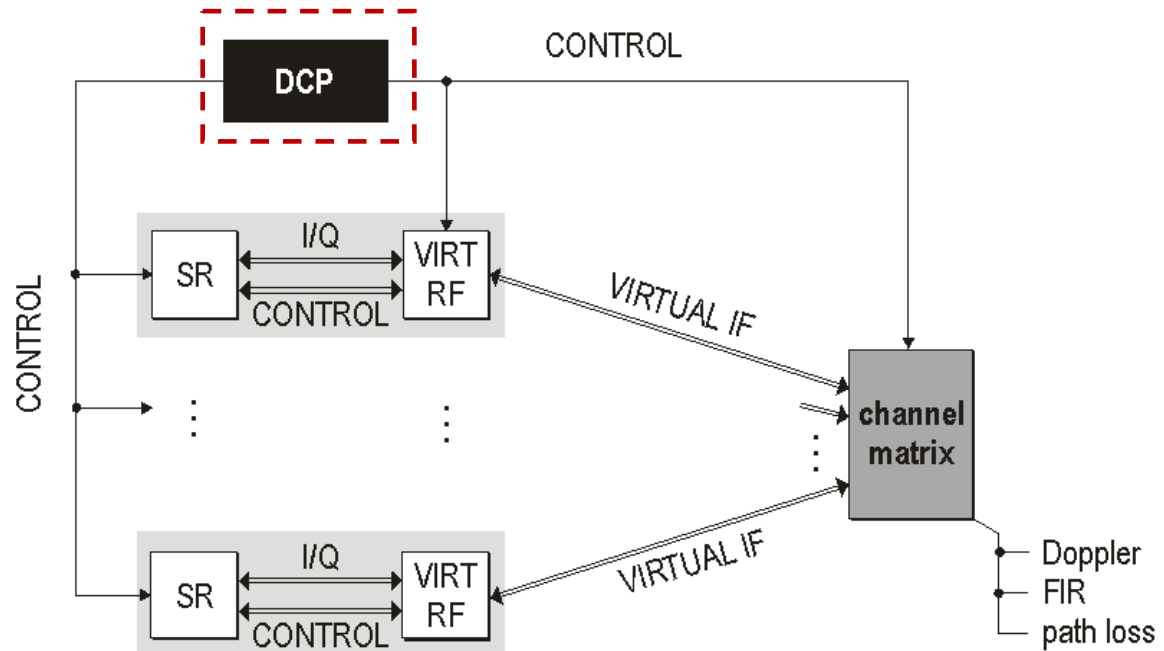 CONTROL
DCP
I/Q
SR
VIRT
RF
CONTROL
VIRTUAL IF
CONTROL
channel
matrix
I/Q
SR
VIRT
RF
CONTROL
VIRTUAL IF
Doppler
FIR
path loss